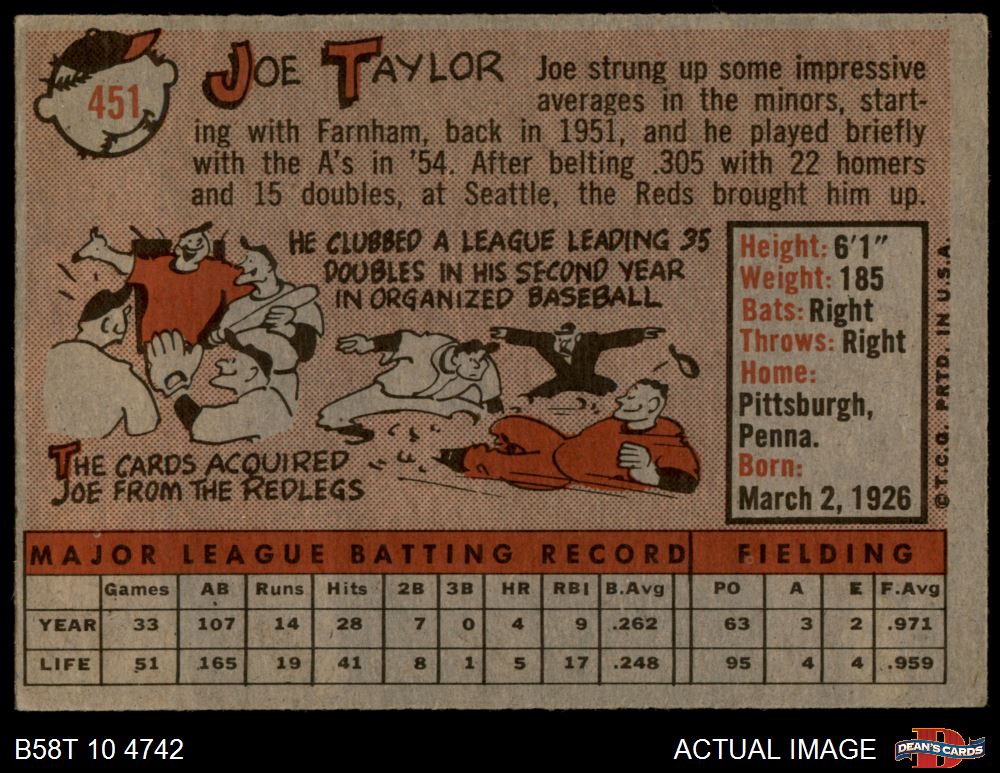 451
JOE TAYLOR
Joe strung up some impressive
averages in the minors, start-
ing with Farnham, back in 1951, and he played briefly
with the A's in '54. After belting .305 with 22 homers
and 15 doubles, at Seattle, the Reds brought him up.
HE CLUBBED A LEAGUE LEADING 35
DOUBLES IN HIS SECOND YEAR
IN ORGANIZED BASEBALL
THE CARDS ACQUIRED
JOE FROM THE REDLEGS
Height: 6'1"
Weight: 185
Bats: Right
Throws: Right
Home:
Pittsburgh,
Penna.
Born:
March 2, 1926
© T.C.G. PRTD. IN U.S.A.
MAJOR LEAGUE BATTING RECORD FIELDING
Games AB Runs Hits 2B 3B HR RBI B.Avg PO A E F.Avg
YEAR 33 107 14 28 7 0 4 9 .262 63 3 2 .971
LIFE 51 165 19 41 8 1 5 17 .248 95 4 4 .959
B58T 10 4742
ACTUAL IMAGE
D
DEAN'S CARDS